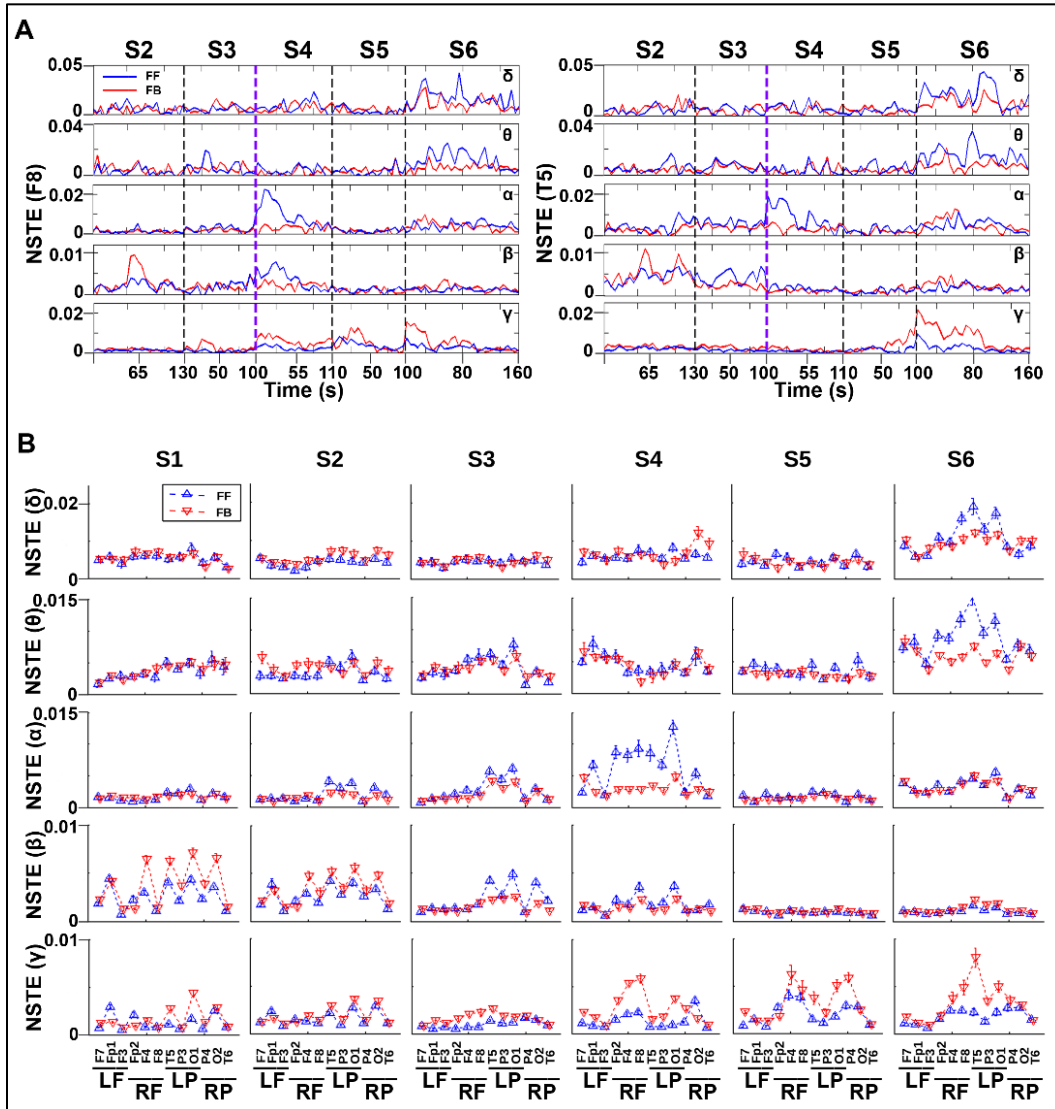 A
S2 S3 S4 S5 S6 S2 S3 S4 S5 S6
NSTE (F8)
0.05 0 FF FB δ
0.04 0 θ
0.02 0 α
0.01 0 β
0.02 0 γ
65 130 50 100 55 110 50 100 80 160
Time (s)
NSTE (T5)
0.05 0 δ
0.04 0 θ
0.02 0 α
0.01 0 β
0.02 0 γ
65 130 50 100 55 110 50 100 80 160
Time (s)
B
S1 S2 S3 S4 S5 S6
FF
FB
NSTE (δ) 0.02 0
NSTE (θ) 0.015 0
NSTE (α) 0.015 0
NSTE (β) 0.01 0
NSTE (γ) 0.01 0
F7 Fp1 F3 Fp2 F4 F8 T5 P3 O1 P4 O2 T6 F7 Fp1 F3 Fp2 F4 F8 T5 P3 O1 P4 O2 T6 F7 Fp1 F3 Fp2 F4 F8 T5 P3 O1 P4 O2 T6 F7 Fp1 F3 Fp2 F4 F8 T5 P3 O1 P4 O2 T6 F7 Fp1 F3 Fp2 F4 F8 T5 P3 O1 P4 O2 T6 F7 Fp1 F3 Fp2 F4 F8 T5 P3 O1 P4 O2 T6
LF LP LF LP LF LP LF LP LF LP LF LP
RF RP RF RP RF RP RF RP RF RP RF RP